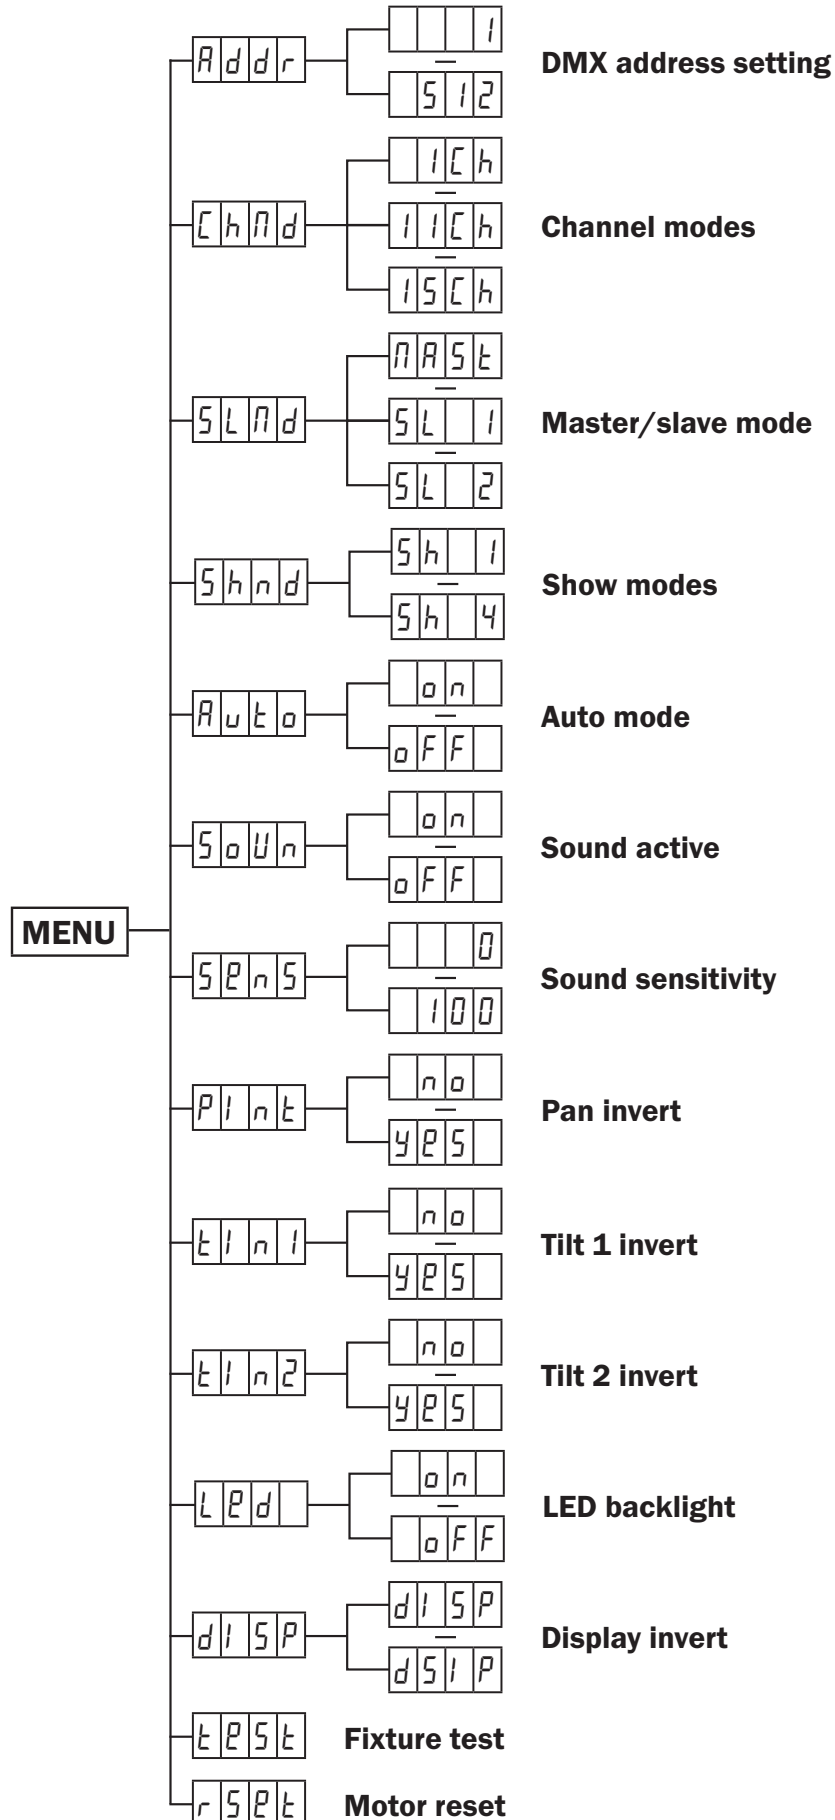 Addr
1
512
DMX address setting
ChMd
1Ch
11Ch
15Ch
Channel modes
SLMd
MASt
SL 1
SL 2
Master/slave mode
Shnd
Sh 1
Sh 4
Show modes
Auto
on
oFF
Auto mode
SoUn
on
oFF
Sound active
MENU
SenS
0
100
Sound sensitivity
PInt
no
yeS
Pan invert
tIn1
no
yeS
Tilt 1 invert
tIn2
no
yeS
Tilt 2 invert
Led
on
oFF
LED backlight
dISP
dISP
dSIP
Display invert
teSt
Fixture test
rSet
Motor reset